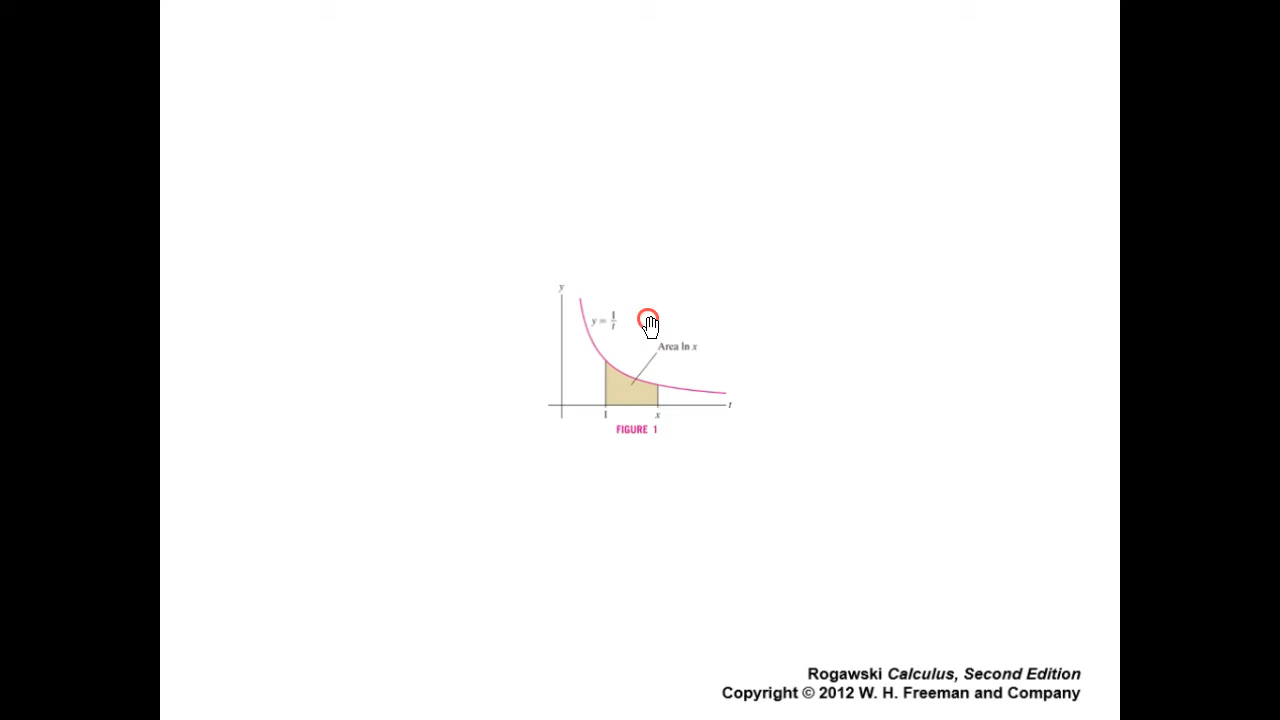 y
y = 1/t
Area ln x
1 x t
FIGURE 1
Rogawski Calculus, Second Edition
Copyright © 2012 W. H. Freeman and Company